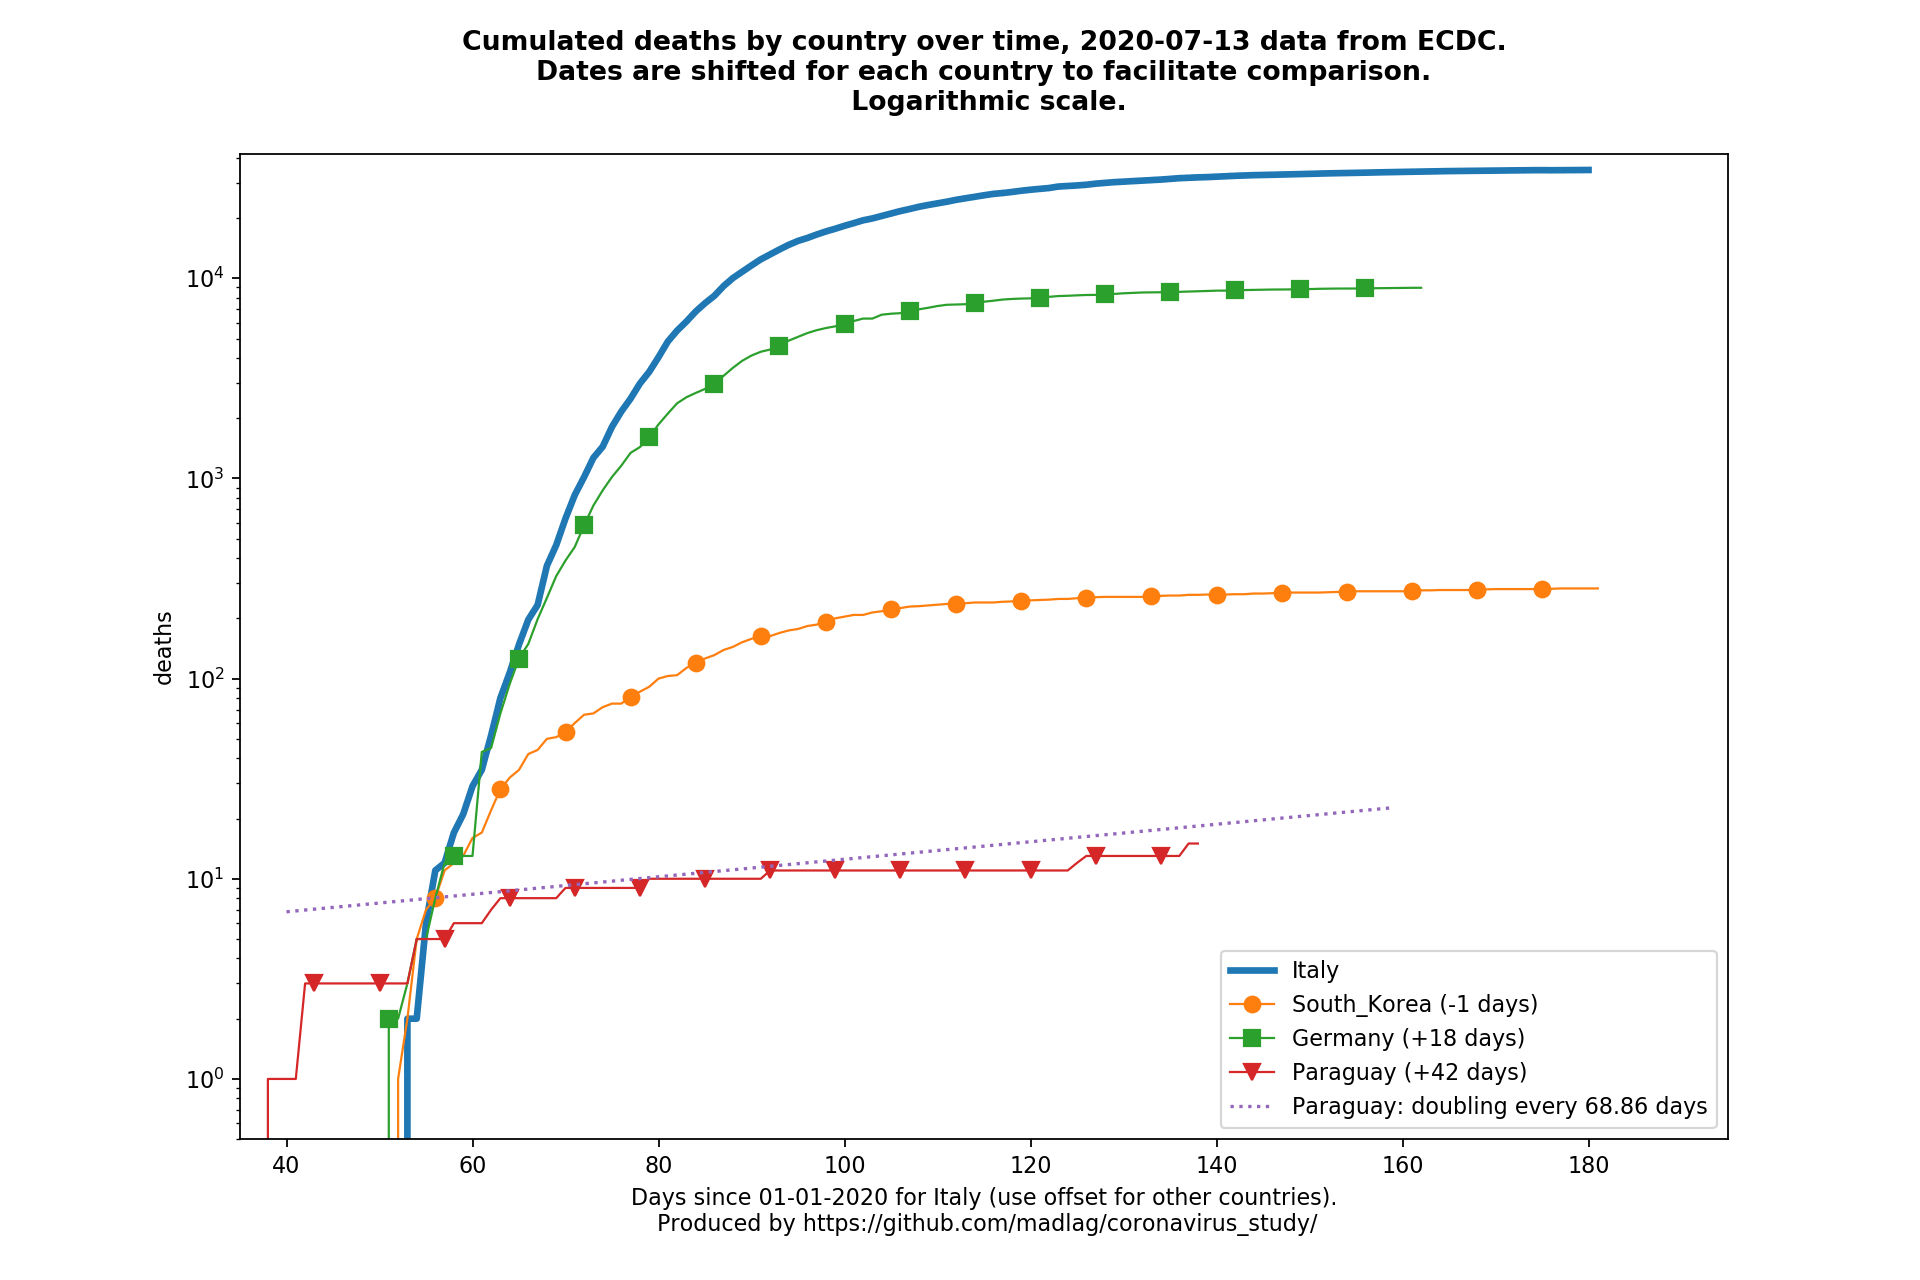 Cumulated deaths by country over time, 2020-07-13 data from ECDC.
Dates are shifted for each country to facilitate comparison.
Logarithmic scale.
deaths
10^4
10^3
10^2
10^1
10^0
Italy
South_Korea (-1 days)
Germany (+18 days)
Paraguay (+42 days)
Paraguay: doubling every 68.86 days
40 60 80 100 120 140 160 180
Days since 01-01-2020 for Italy (use offset for other countries).
Produced by https://github.com/madlag/coronavirus_study/